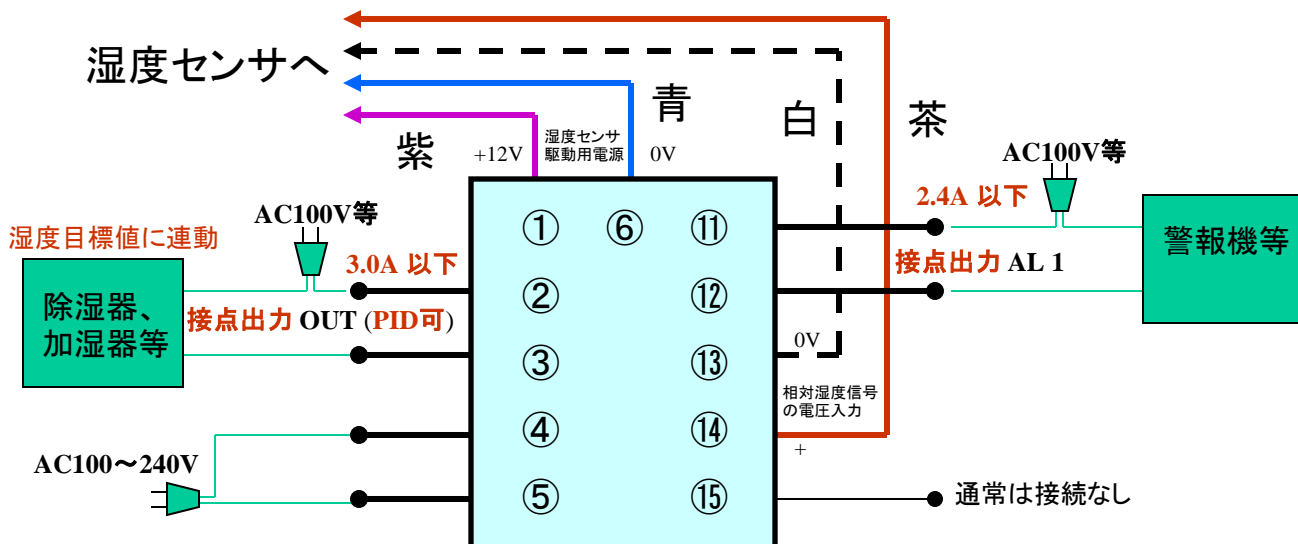 湿度センサへ
紫
青
白
茶
+12V
湿度センサ
駆動用電源
0V
AC100V等
2.4A 以下
警報機等
接点出力 AL 1
湿度目標値に連動
AC100V等
3.0A 以下
除湿器、
加湿器等
接点出力 OUT (PID可)
AC100～240V
① ⑥ ⑪
② ⑫
③ ⑬
④ ⑭
⑤ ⑮
0V
相対湿度信号
の電圧入力
+
通常は接続なし